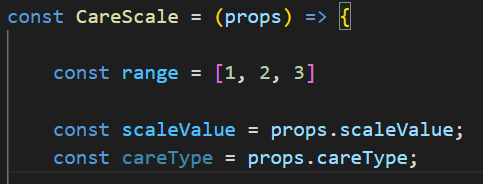 const CareScale = (props) => {
const range = [1, 2, 3]
const scaleValue = props.scaleValue;
const careType = props.careType;